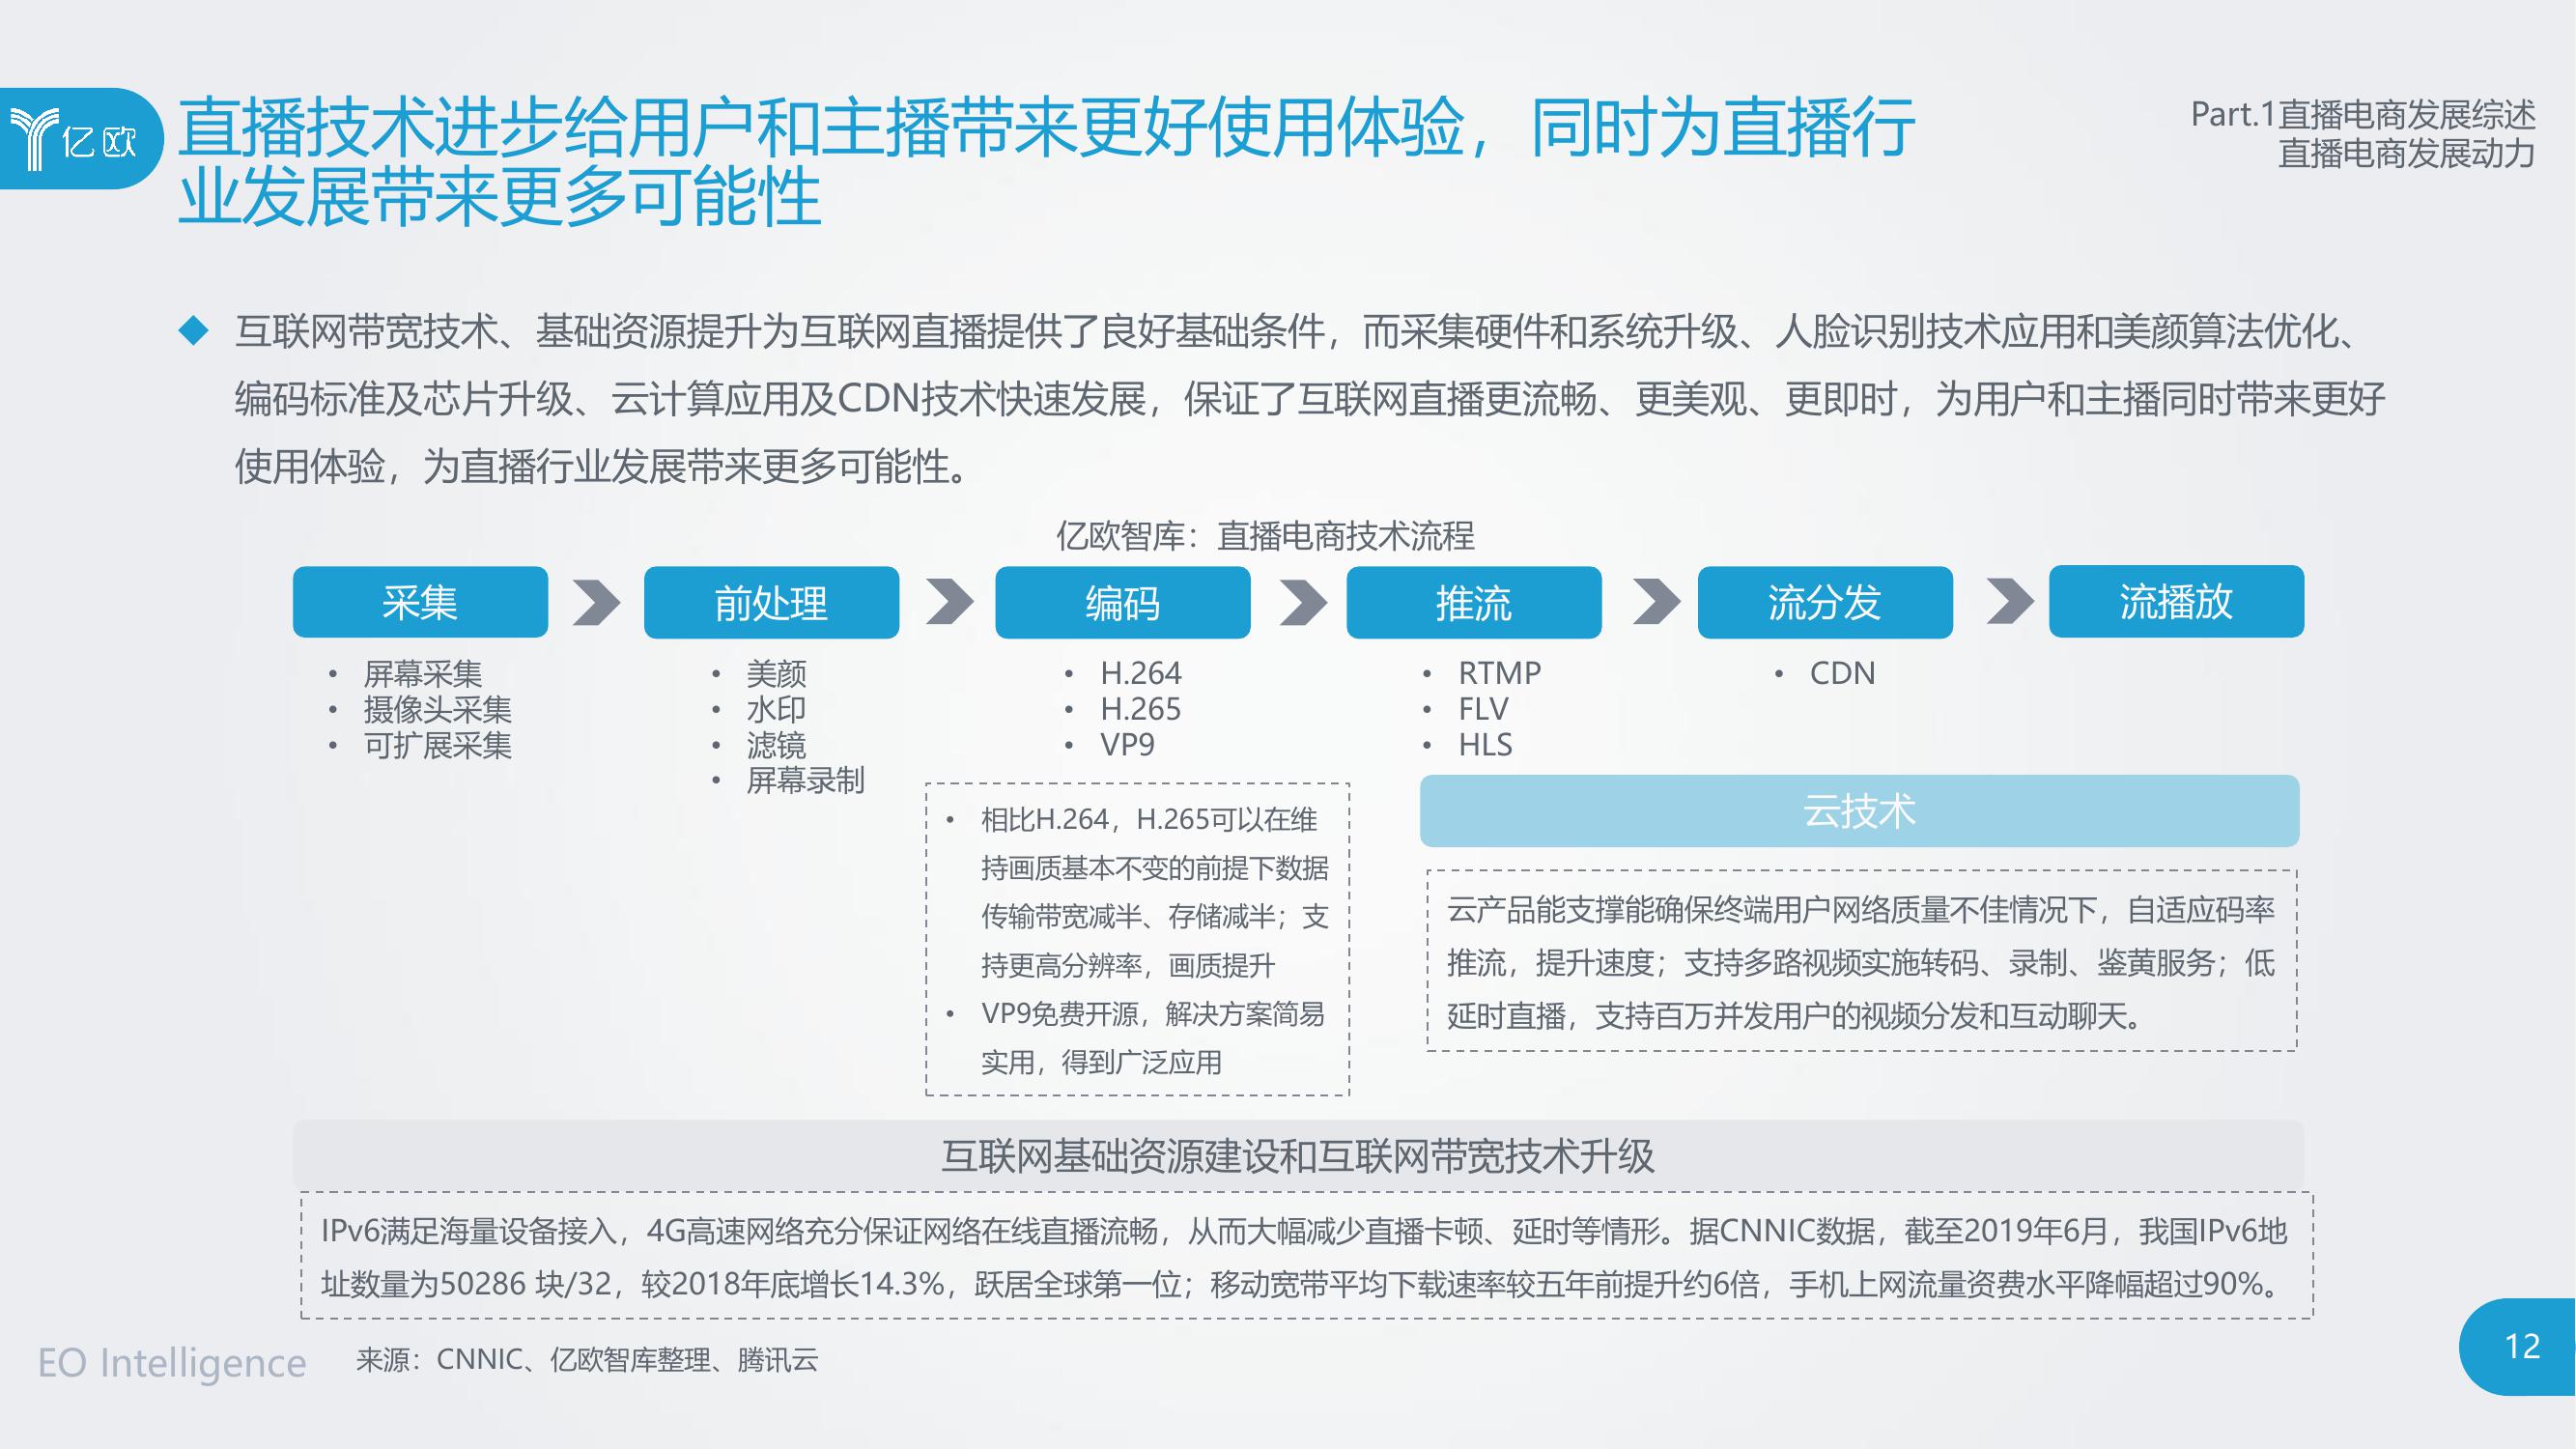 亿欧
直播技术进步给用户和主播带来更好使用体验，同时为直播行
业发展带来更多可能性
Part.1直播电商发展综述
直播电商发展动力
互联网带宽技术、基础资源提升为互联网直播提供了良好基础条件，而采集硬件和系统升级、人脸识别技术应用和美颜算法优化、
编码标准及芯片升级、云计算应用及CDN技术快速发展，保证了互联网直播更流畅、更美观、更即时，为用户和主播同时带来更好
使用体验，为直播行业发展带来更多可能性。
亿欧智库：直播电商技术流程
采集
前处理
编码
推流
流分发
流播放
• 屏幕采集
• 摄像头采集
• 可扩展采集
• 美颜
• 水印
• 滤镜
• 屏幕录制
• H.264
• H.265
• VP9
• RTMP
• FLV
• HLS
• CDN
• 相比H.264，H.265可以在维
持画质基本不变的前提下数据
传输带宽减半、存储减半；支
持更高分辨率，画质提升
• VP9免费开源，解决方案简易
实用，得到广泛应用
云技术
云产品能支撑能确保终端用户网络质量不佳情况下，自适应码率
推流，提升速度；支持多路视频实施转码、录制、鉴黄服务；低
延时直播，支持百万并发用户的视频分发和互动聊天。
互联网基础资源建设和互联网带宽技术升级
IPv6满足海量设备接入，4G高速网络充分保证网络在线直播流畅，从而大幅减少直播卡顿、延时等情形。据CNNIC数据，截至2019年6月，我国IPv6地
址数量为50286 块/32，较2018年底增长14.3%，跃居全球第一位；移动宽带平均下载速率较五年前提升约6倍，手机上网流量资费水平降幅超过90%。
EO Intelligence
来源：CNNIC、亿欧智库整理、腾讯云
12